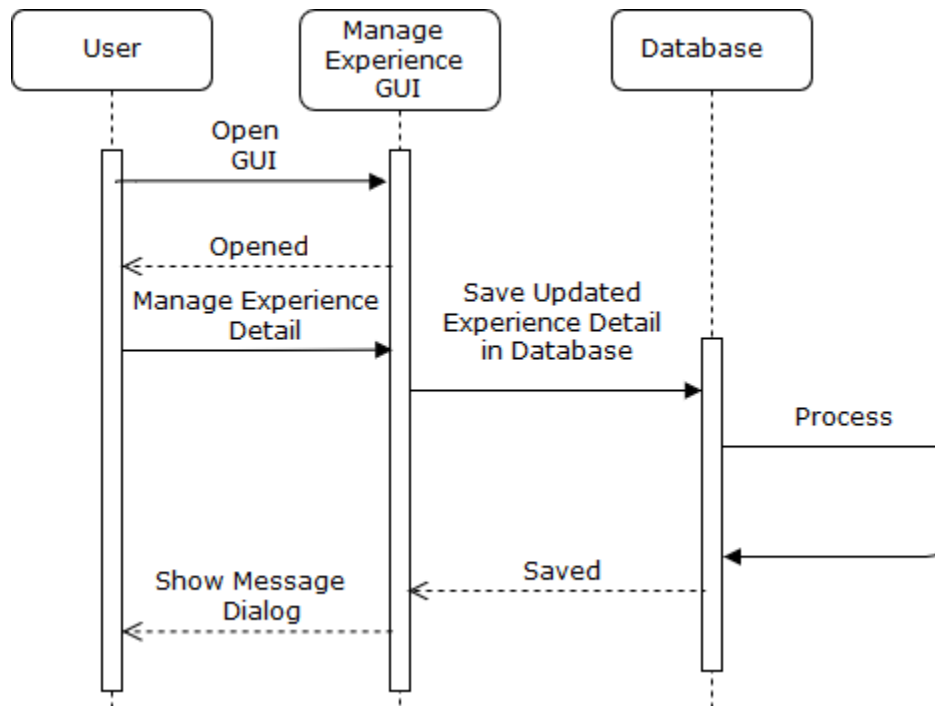 User
Manage
Experience
GUI
Database
Open
GUI
Opened
Manage Experience
Detail
Save Updated
Experience Detail
in Database
Process
Saved
Show Message
Dialog